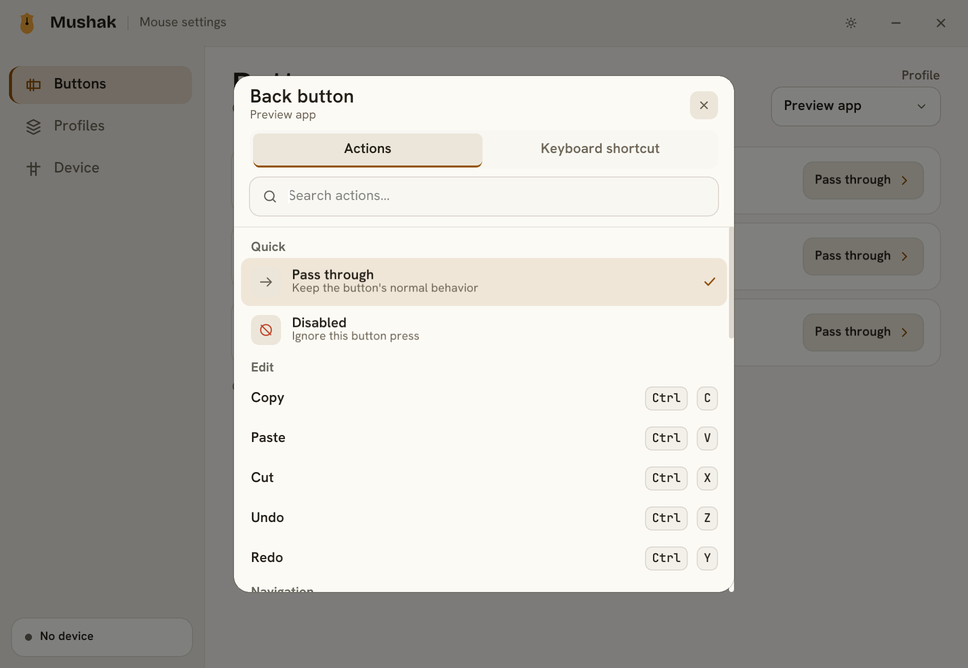 Mushak
Mouse settings
Buttons
Profiles
Device
No device
Profile
Preview app
Pass through
Pass through
Pass through
Back button
Preview app
Actions
Keyboard shortcut
Search actions...
Quick
Pass through
Keep the button's normal behavior
Disabled
Ignore this button press
Edit
Copy Ctrl C
Paste Ctrl V
Cut Ctrl X
Undo Ctrl Z
Redo Ctrl Y
Navigation